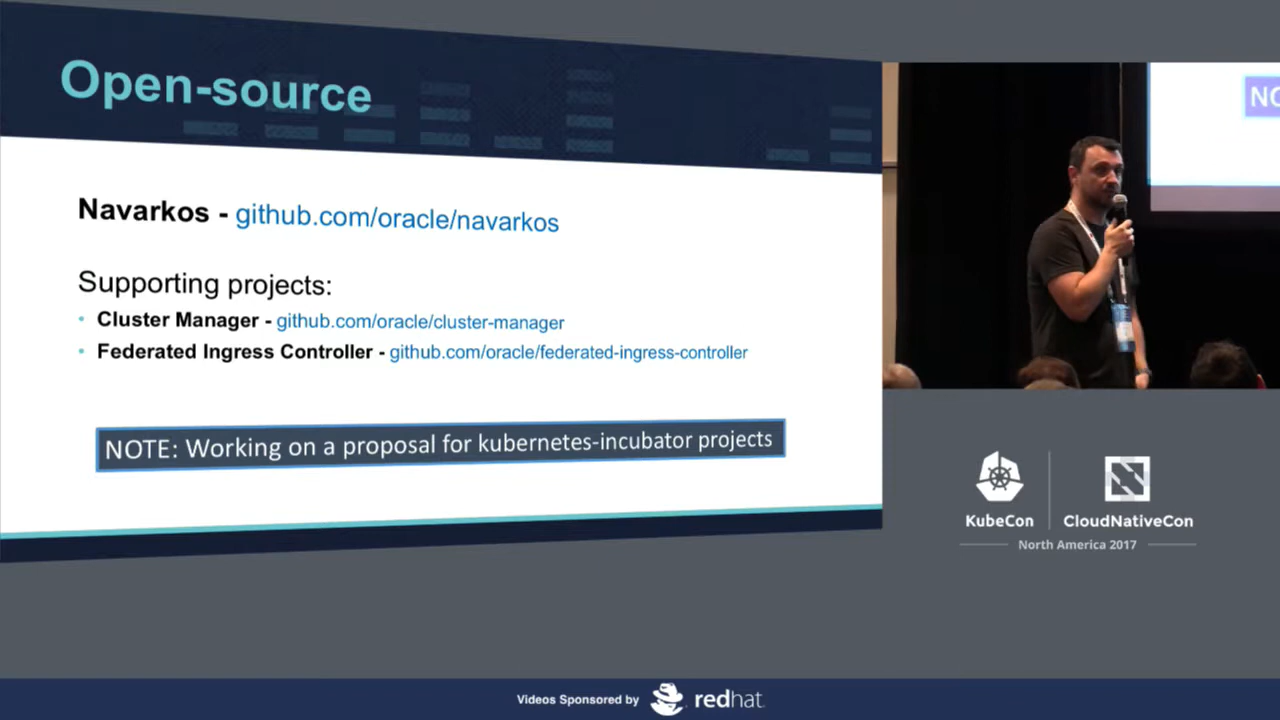 Open-source
Navarkos - github.com/oracle/navarkos
Supporting projects:
• Cluster Manager - github.com/oracle/cluster-manager
• Federated Ingress Controller - github.com/oracle/federated-ingress-controller
NOTE: Working on a proposal for kubernetes-incubator projects
NO
KubeCon
CloudNativeCon
North America 2017
Videos Sponsored by
redhat.